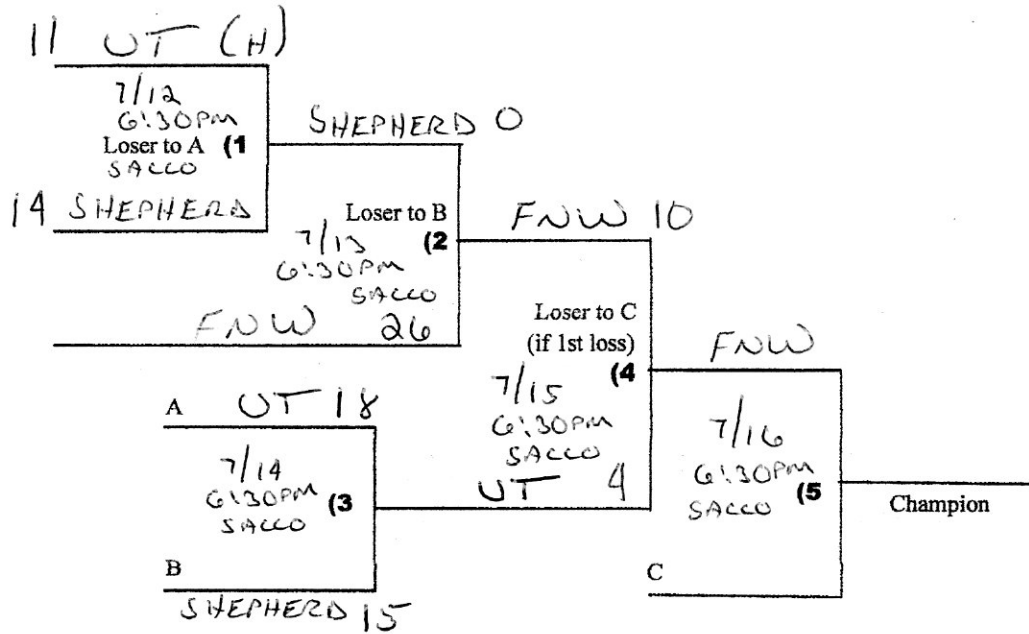 11 UT (H)
7/12
6:30PM
Loser to A (1
SACCO
14 SHEPHERD
SHEPHERD 0
Loser to B
(2
7/13
6:30PM
SACCO
FNW 26
FNW 10
A UT 18
7/14
6:30PM
(3
SACCO
B
SHEPHERD 15
Loser to C
(if 1st loss)
(4
7/15
6:30PM
SACCO
UT 4
FNW
7/16
6:30PM
(5
SACCO
C
Champion